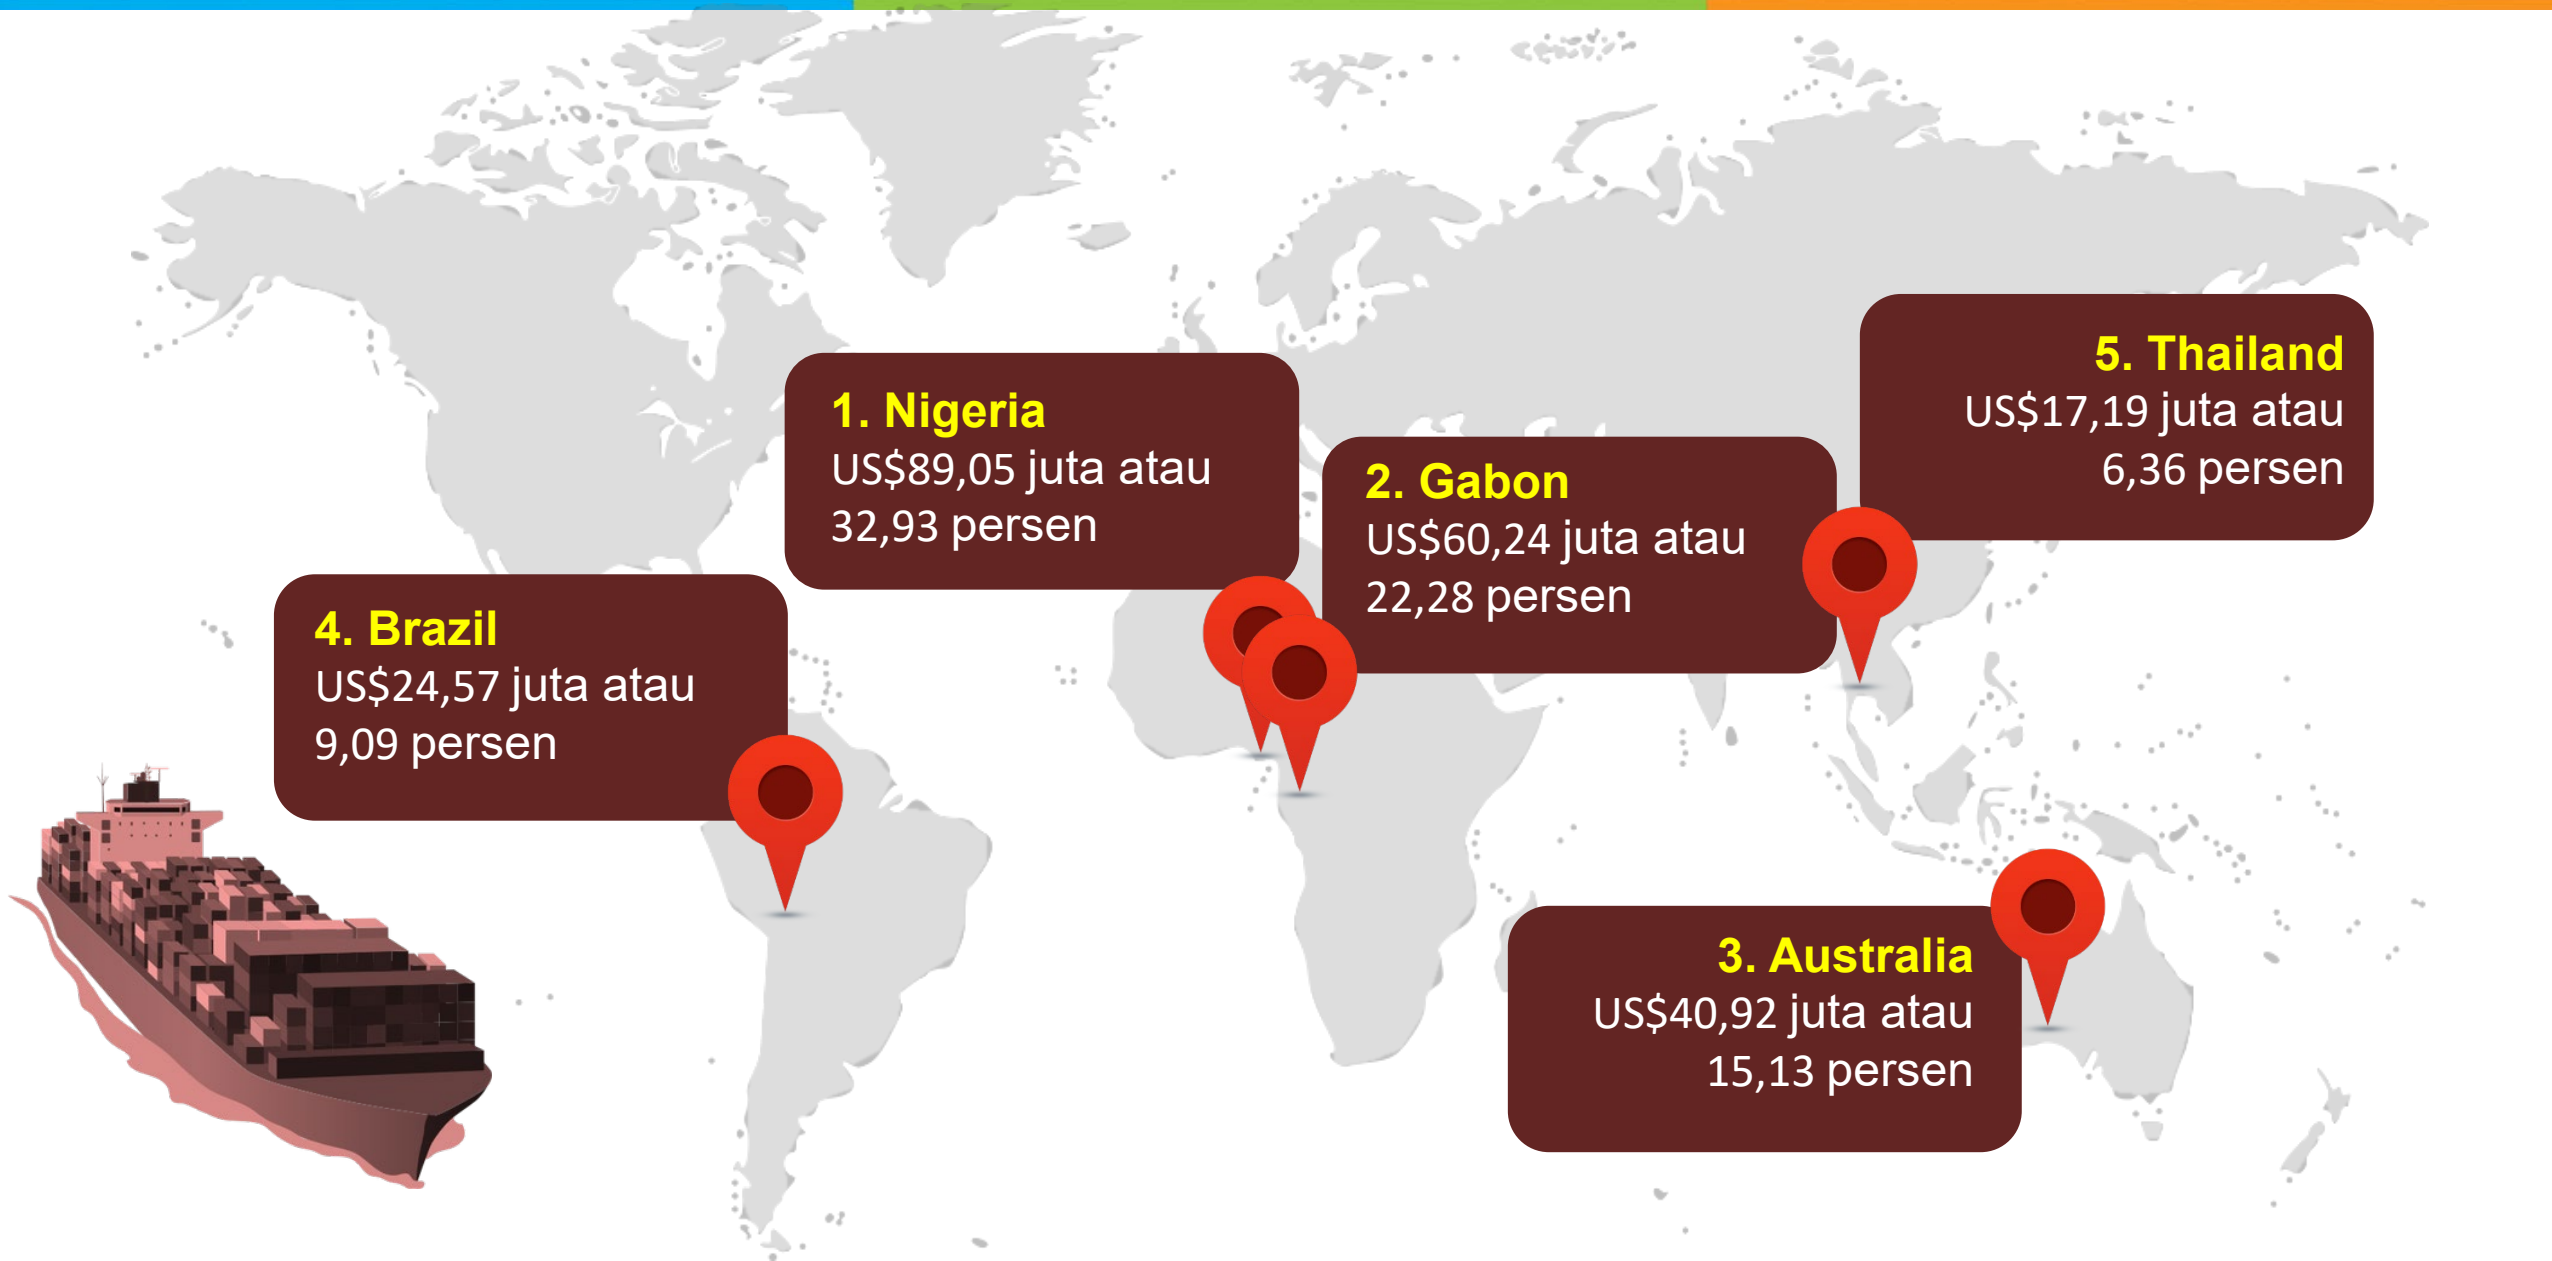 1. Nigeria
US$89,05 juta atau
32,93 persen
2. Gabon
US$60,24 juta atau
22,28 persen
5. Thailand
US$17,19 juta atau
6,36 persen
4. Brazil
US$24,57 juta atau
9,09 persen
3. Australia
US$40,92 juta atau
15,13 persen